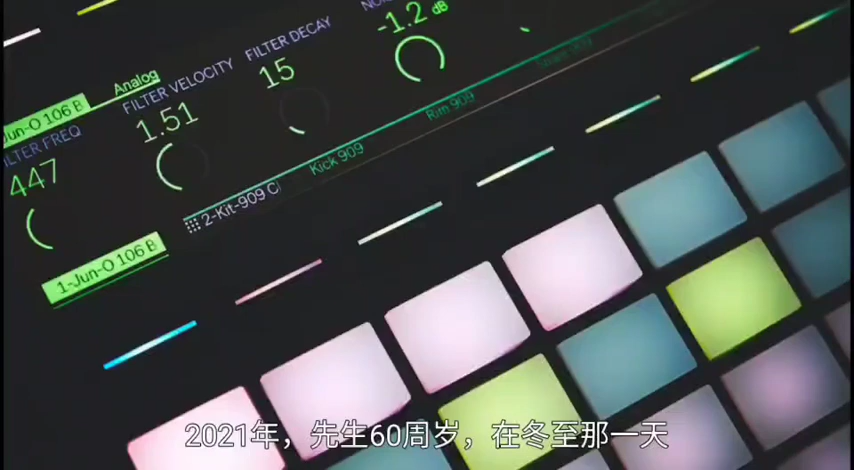 -1.2 dB
FILTER DECAY
15
Analog
FILTER VELOCITY
1.51
Jun-O 106 B
FILTER FREQ
447
Rim 909
Kick 909
2-Kit-909 C
1-Jun-O 106 B
2021年，先生60周岁，在冬至那一天